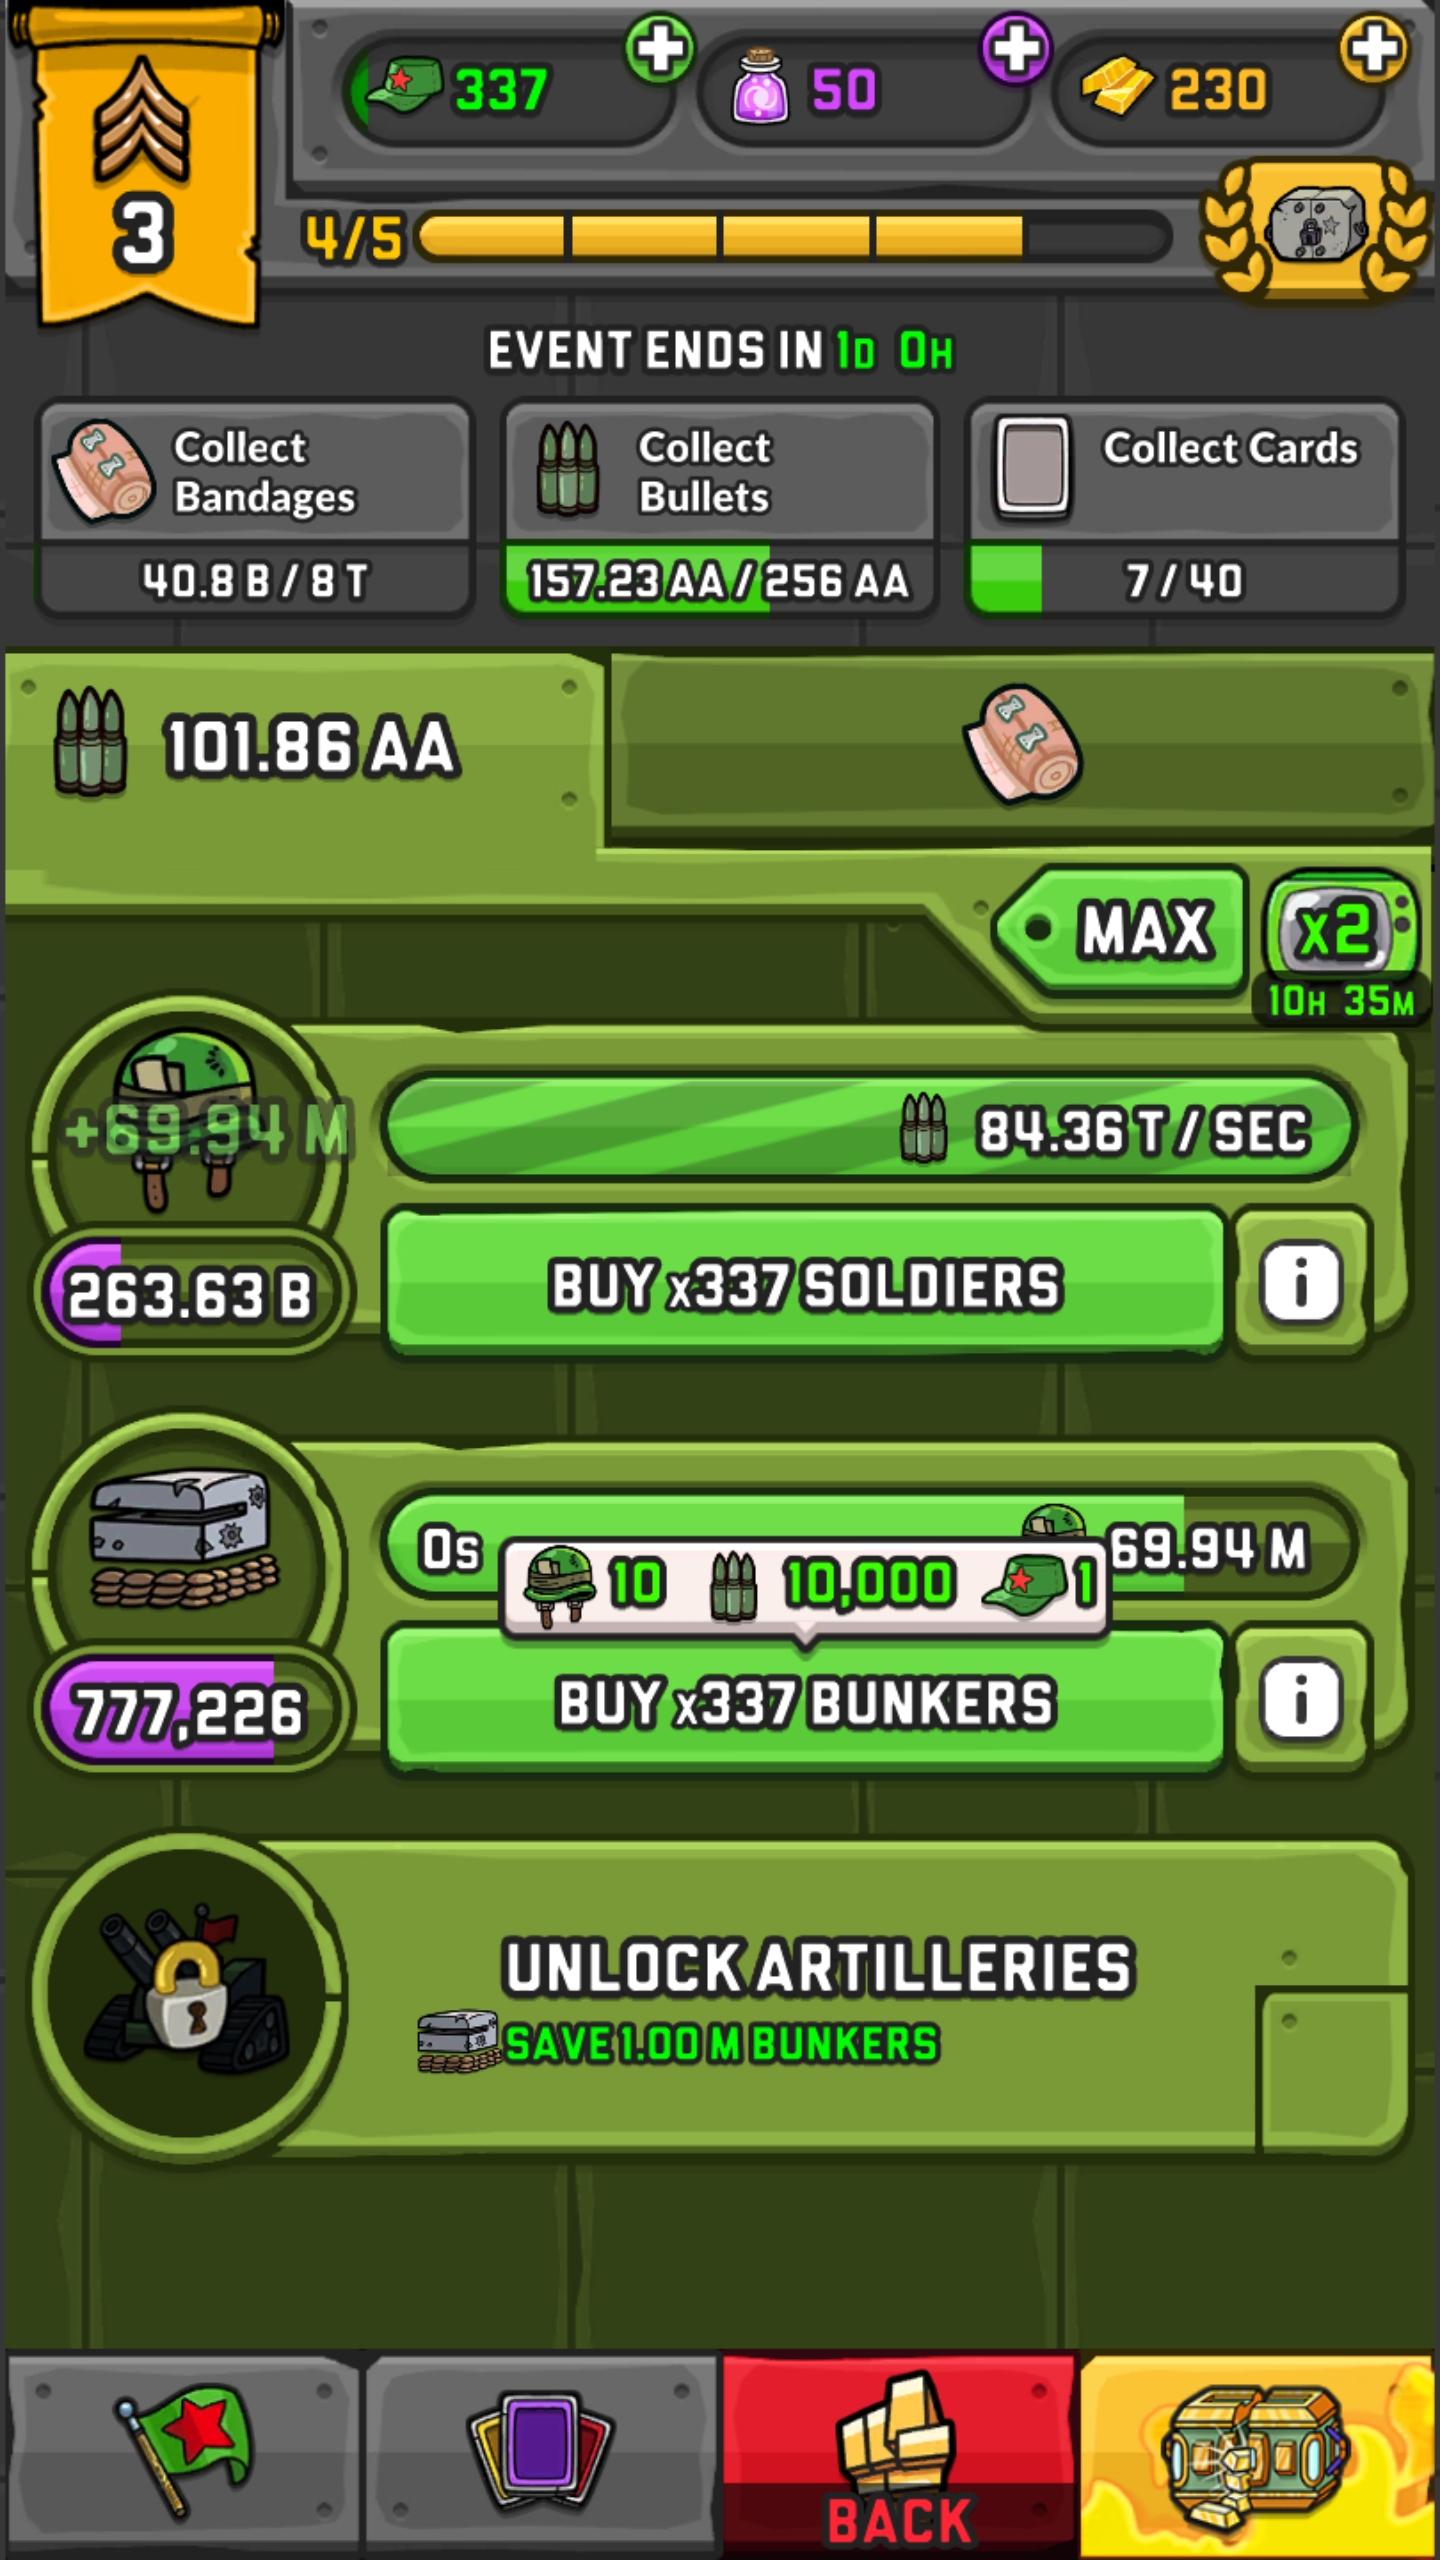 337
50
230
3
4/5
EVENT ENDS IN 1D 0H
Collect
Bandages
40.8 B / 8 T
Collect
Bullets
157.23 AA / 256 AA
Collect Cards
7 / 40
101.86 AA
MAX
x2
10H 35M
+69.94 M
84.36 T / SEC
263.63 B
BUY x337 SOLDIERS
i
0s
69.94 M
10
10,000
1
777,226
BUY x337 BUNKERS
i
UNLOCK ARTILLERIES
SAVE 1.00 M BUNKERS
BACK